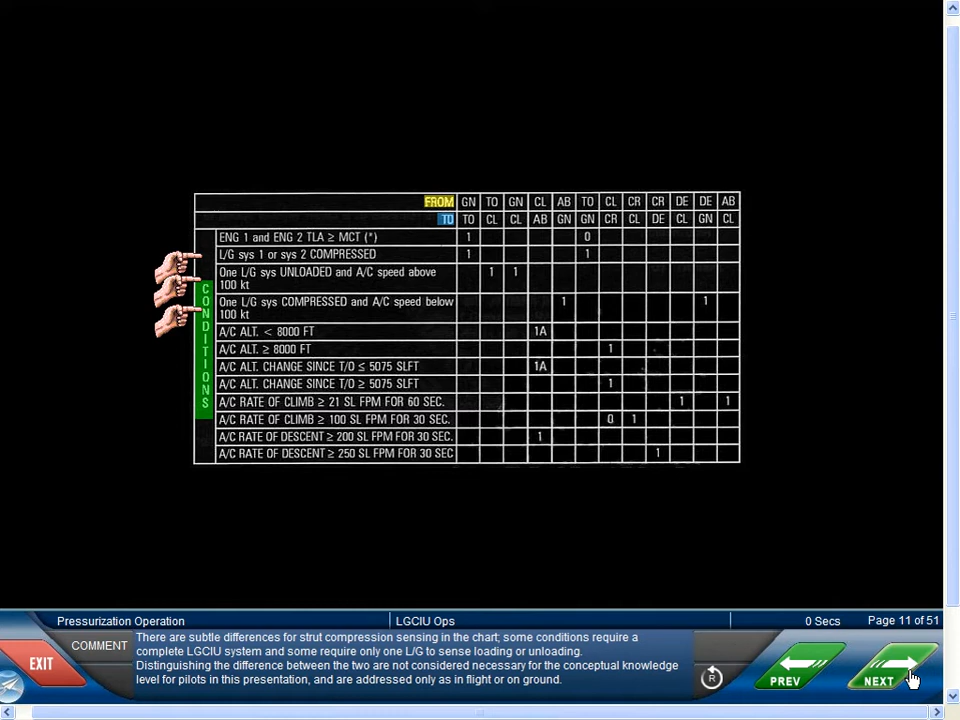 FROM GN TO GN CL AB TO CL CR CR DE DE AB
TO TO CL CL AB GN GN CR CL DE CL GN CL
CONDITIONS
ENG 1 and ENG 2 TLA ≥ MCT (*) 1 0
L/G sys 1 or sys 2 COMPRESSED 1 1
One L/G sys UNLOADED and A/C speed above 1 1
100 kt
One L/G sys COMPRESSED and A/C speed below 1 1
100 kt
A/C ALT. < 8000 FT 1A
A/C ALT. ≥ 8000 FT 1
A/C ALT. CHANGE SINCE T/O ≤ 5075 SLFT 1A
A/C ALT. CHANGE SINCE T/O ≥ 5075 SLFT 1
A/C RATE OF CLIMB ≥ 21 SL FPM FOR 60 SEC. 1 1
A/C RATE OF CLIMB ≥ 100 SL FPM FOR 30 SEC. 0 1
A/C RATE OF DESCENT ≥ 200 SL FPM FOR 30 SEC. 1
A/C RATE OF DESCENT ≥ 250 SL FPM FOR 30 SEC 1
Pressurization Operation LGCIU Ops 0 Secs Page 11 of 51
EXIT
COMMENT
There are subtle differences for strut compression sensing in the chart; some conditions require a
complete LGCIU system and some require only one L/G to sense loading or unloading.
Distinguishing the difference between the two are not considered necessary for the conceptual knowledge
level for pilots in this presentation, and are addressed only as in flight or on ground.
R
PREV
NEXT